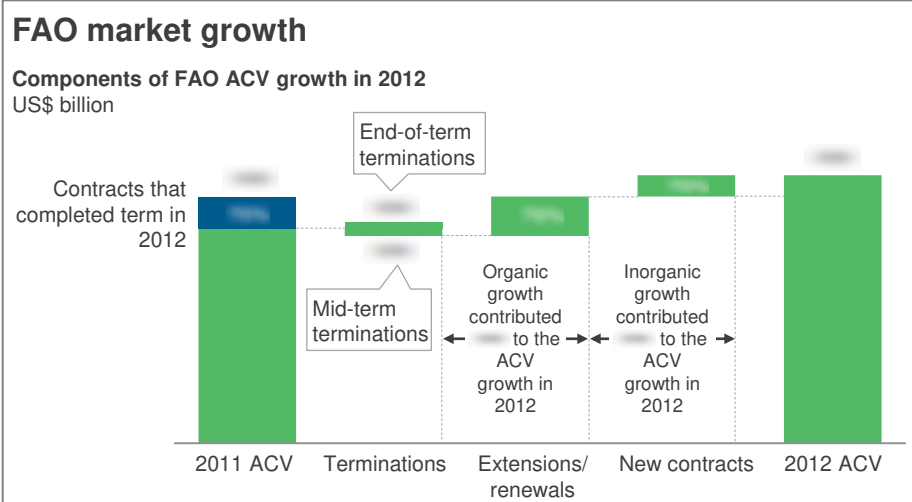 FAO market growth
Components of FAO ACV growth in 2012
US$ billion
End-of-term
terminations
Contracts that
completed term in
2012
Mid-term
terminations
Organic
growth
contributed
to the
ACV
growth in
2012
Inorganic
growth
contributed
to the
ACV
growth in
2012
2011 ACV
Terminations
Extensions/
renewals
New contracts
2012 ACV